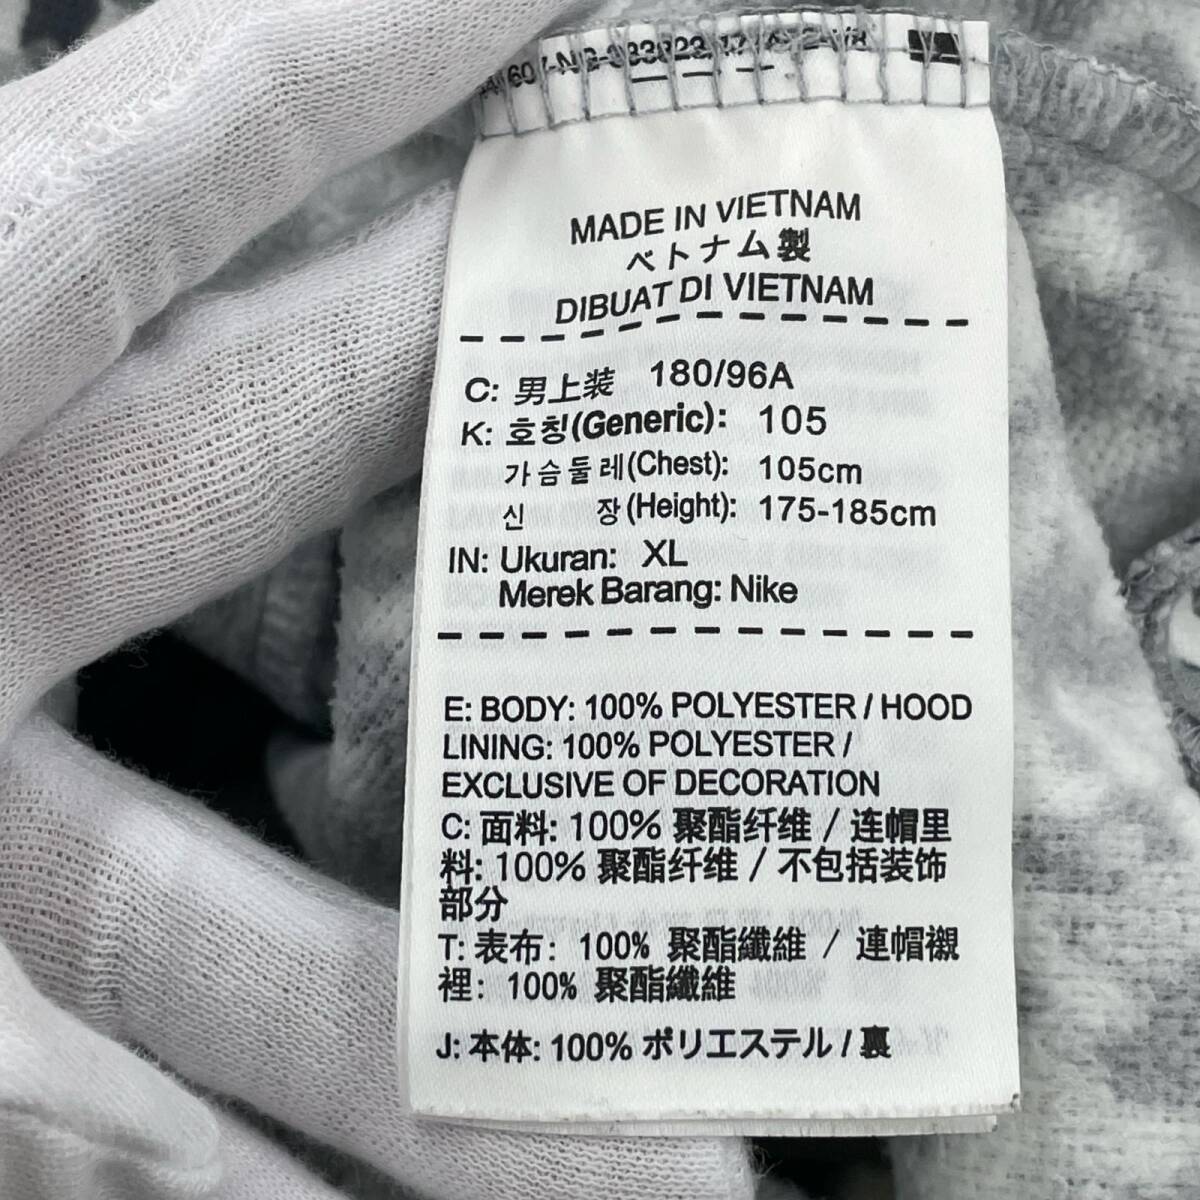 MADE IN VIETNAM
ベトナム製
DIBUAT DI VIETNAM
C: 男上装 180/96A
K: 호칭(Generic): 105
가슴둘레(Chest): 105cm
신 장(Height): 175-185cm
IN: Ukuran: XL
Merek Barang: Nike
E: BODY: 100% POLYESTER / HOOD
LINING: 100% POLYESTER /
EXCLUSIVE OF DECORATION
C: 面料: 100% 聚酯纤维 / 连帽里
料: 100% 聚酯纤维 / 不包括装饰
部分
T: 表布: 100% 聚酯纖維 / 連帽襯
裡: 100% 聚酯纖維
J: 本体: 100% ポリエステル / 裏